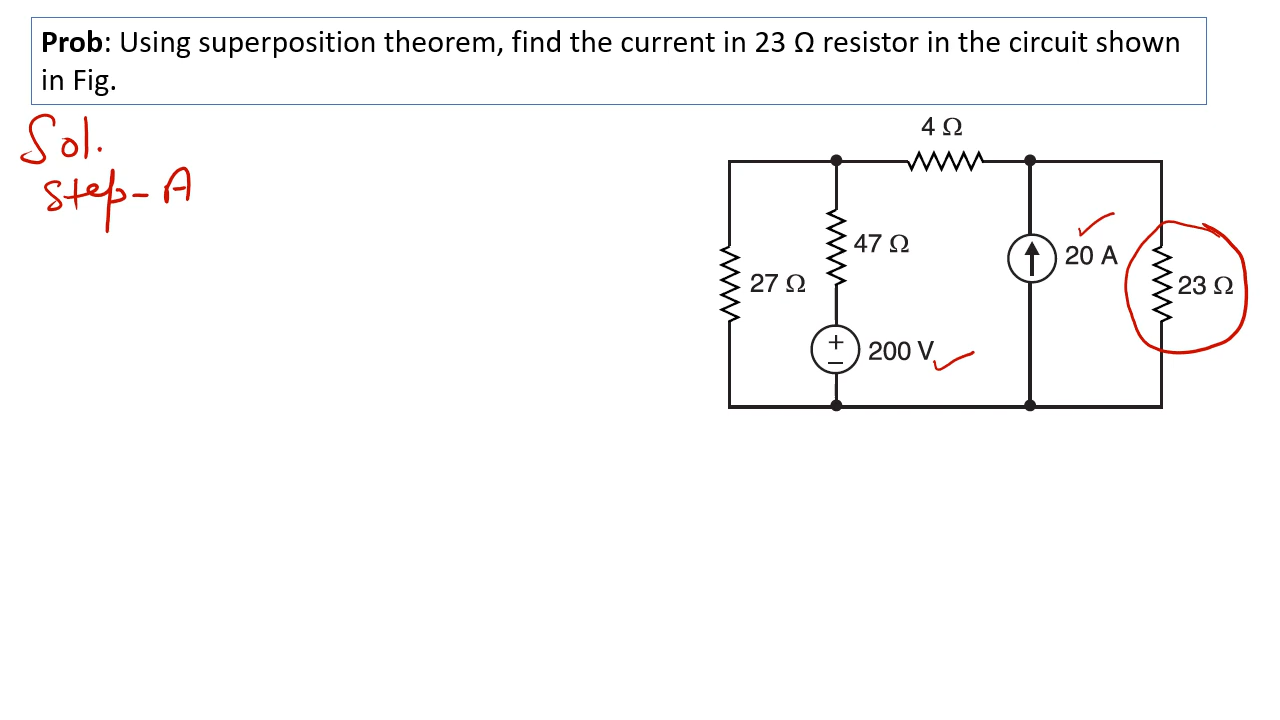 Prob: Using superposition theorem, find the current in 23 Ω resistor in the circuit shown
in Fig.
Sol.
Step-A
4 Ω
47 Ω
20 A
27 Ω
23 Ω
+
−
200 V